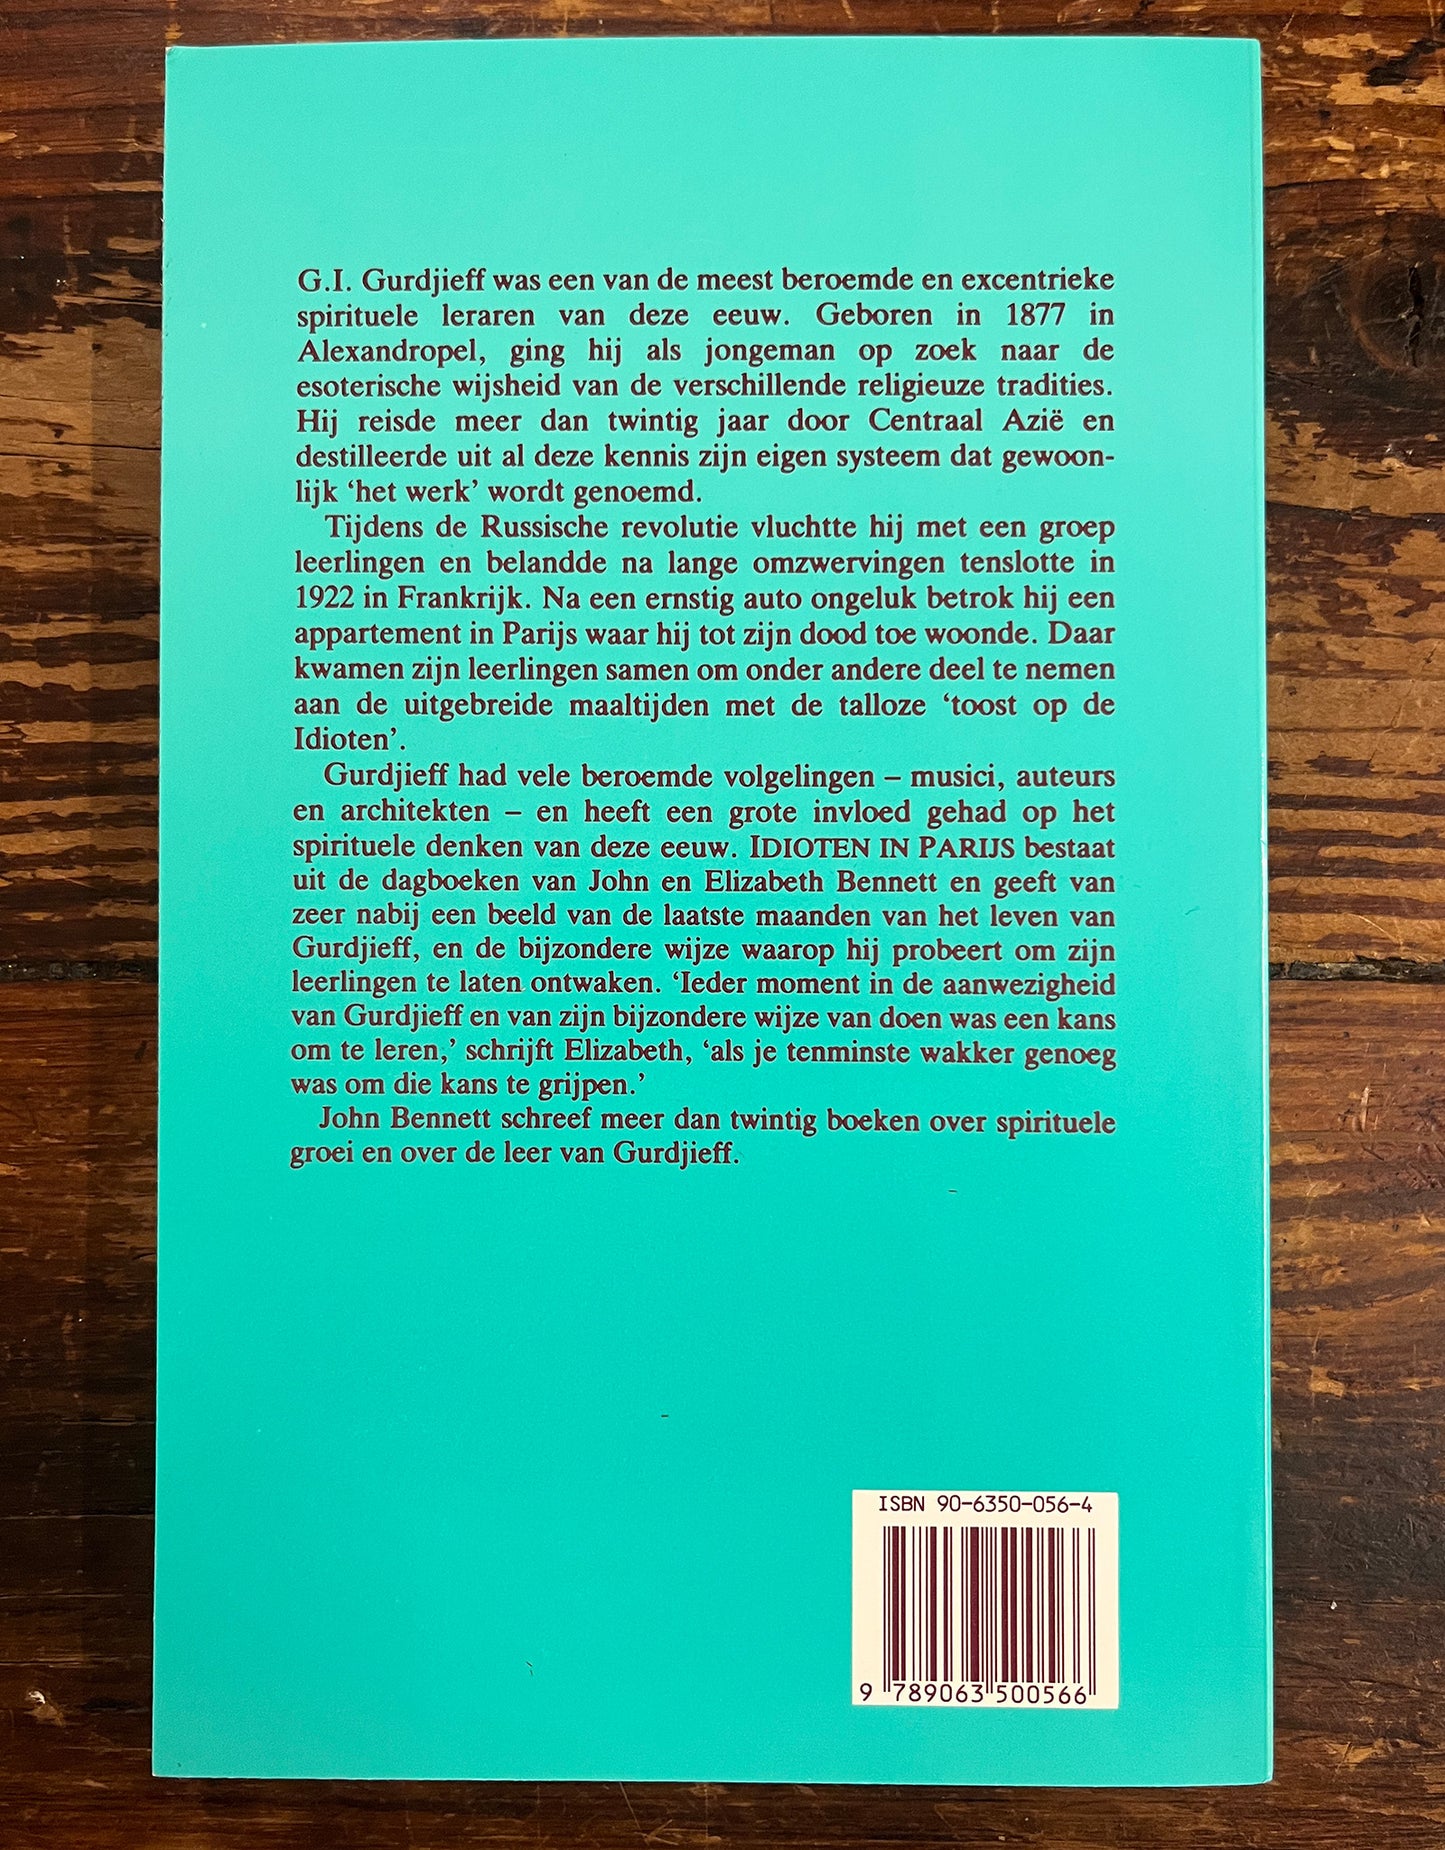 G.I. Gurdjieff was een van de meest beroemde en excentrieke
spirituele leraren van deze eeuw. Geboren in 1877 in
Alexandropel, ging hij als jongeman op zoek naar de
esoterische wijsheid van de verschillende religieuze tradities.
Hij reisde meer dan twintig jaar door Centraal Azië en
destilleerde uit al deze kennis zijn eigen systeem dat gewoon-
lijk ‘het werk’ wordt genoemd.
Tijdens de Russische revolutie vluchtte hij met een groep
leerlingen en belandde na lange omzwervingen tenslotte in
1922 in Frankrijk. Na een ernstig auto ongeluk betrok hij een
appartement in Parijs waar hij tot zijn dood toe woonde. Daar
kwamen zijn leerlingen samen om onder andere deel te nemen
aan de uitgebreide maaltijden met de talloze ‘toost op de
Idioten’.
Gurdjieff had vele beroemde volgelingen – musici, auteurs
en architekten – en heeft een grote invloed gehad op het
spirituele denken van deze eeuw. IDIOTEN IN PARIJS bestaat
uit de dagboeken van John en Elizabeth Bennett en geeft van
zeer nabij een beeld van de laatste maanden van het leven van
Gurdjieff, en de bijzondere wijze waarop hij probeert om zijn
leerlingen te laten ontwaken. ‘Ieder moment in de aanwezigheid
van Gurdjieff en van zijn bijzondere wijze van doen was een kans
om te leren,’ schrijft Elizabeth, ‘als je tenminste wakker genoeg
was om die kans te grijpen.’
John Bennett schreef meer dan twintig boeken over spirituele
groei en over de leer van Gurdjieff.
ISBN 90-6350-056-4
9 789063 500566